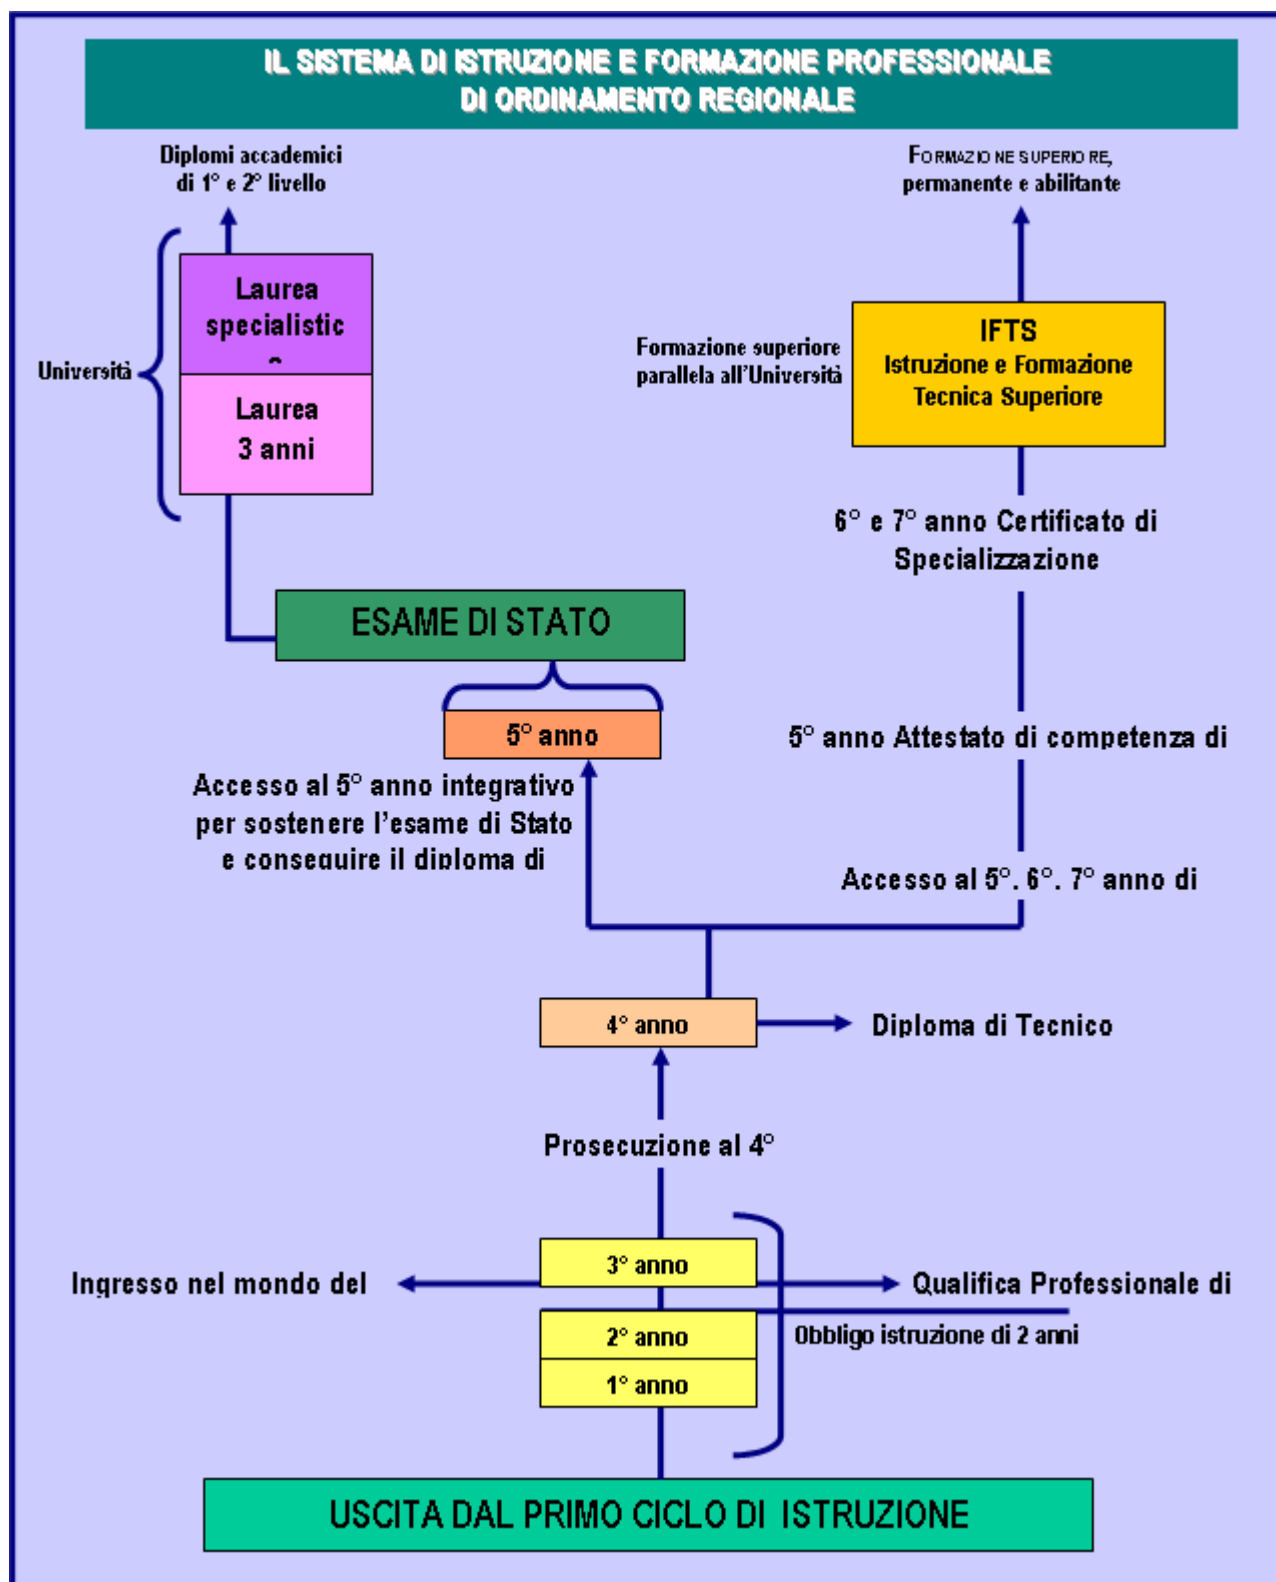 IL SISTEMA DI ISTRUZIONE E FORMAZIONE PROFESSIONALE
DI ORDINAMENTO REGIONALE
Diplomi accademici
di 1° e 2° livello
FORMAZIONE SUPERIORE,
permanente e abilitante
Laurea
specialistic
Università
Laurea
3 anni
Formazione superiore
parallela all'Università
IFTS
Istruzione e Formazione
Tecnica Superiore
6° e 7° anno Certificato di
Specializzazione
ESAME DI STATO
5° anno
5° anno Attestato di competenza di
Accesso al 5° anno integrativo
per sostenere l'esame di Stato
e conseguire il diploma di
Accesso al 5°. 6°. 7° anno di
4° anno
Diploma di Tecnico
Prosecuzione al 4°
3° anno
Ingresso nel mondo del
Qualifica Professionale di
2° anno
Obbligo istruzione di 2 anni
1° anno
USCITA DAL PRIMO CICLO DI ISTRUZIONE